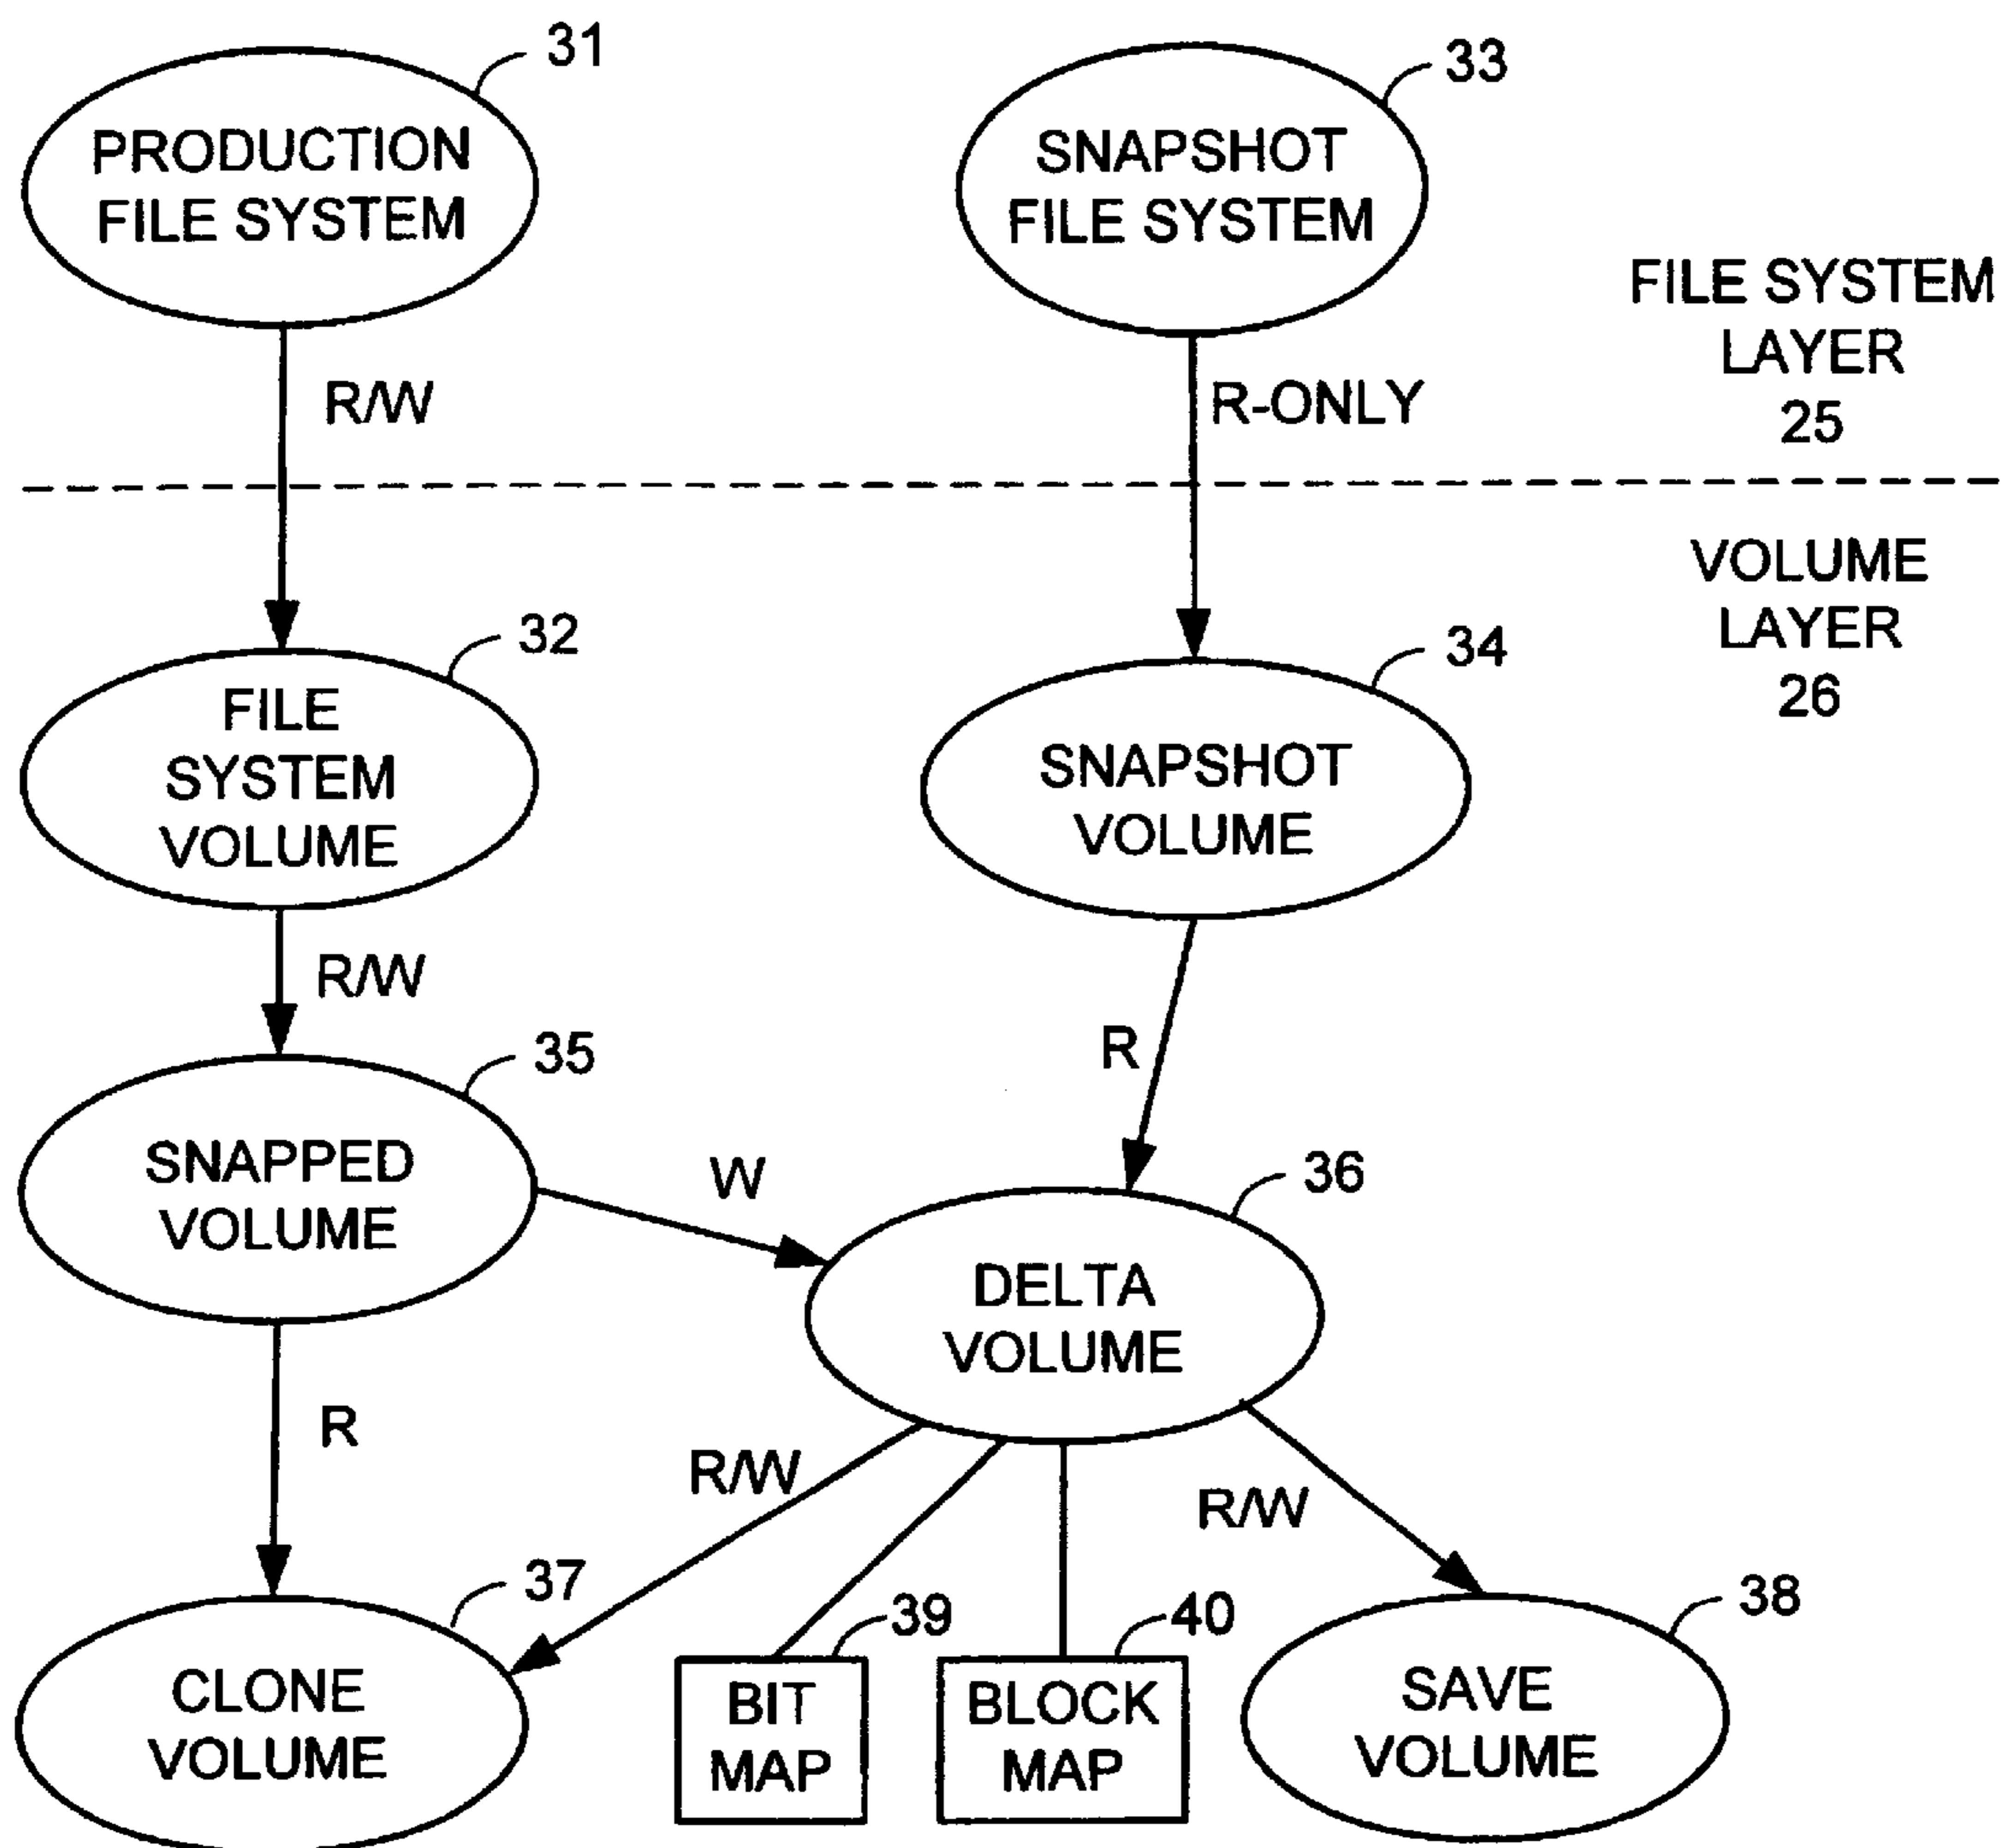 31
33
PRODUCTION
FILE SYSTEM
SNAPSHOT
FILE SYSTEM
FILE SYSTEM
LAYER
25
R/W
R-ONLY
VOLUME
LAYER
26
32
34
FILE
SYSTEM
VOLUME
SNAPSHOT
VOLUME
R/W
R
35
36
SNAPPED
VOLUME
W
DELTA
VOLUME
R
R/W
R/W
37
39
40
38
CLONE
VOLUME
BIT
MAP
BLOCK
MAP
SAVE
VOLUME